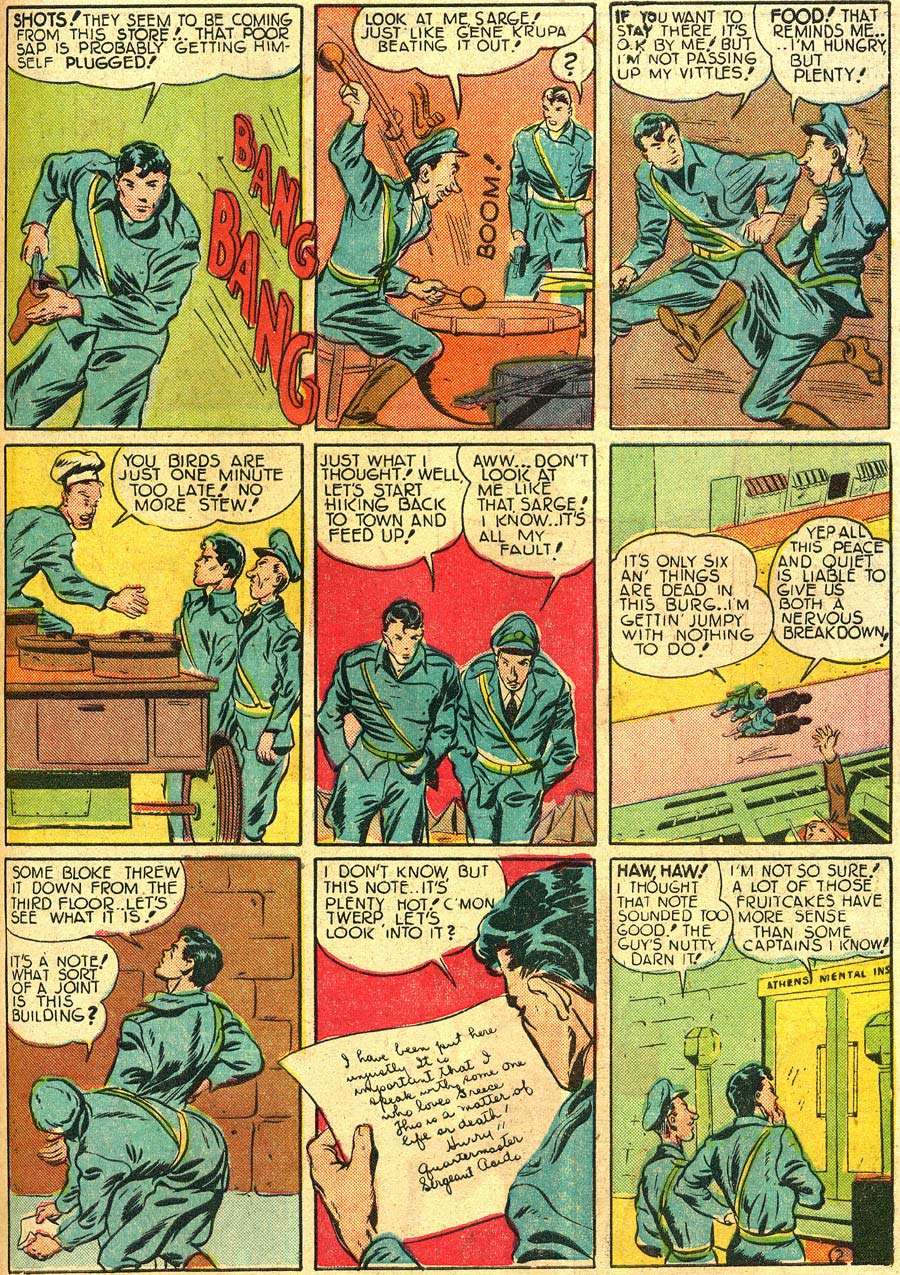 SHOTS! THEY SEEM TO BE COMING
FROM THIS STORE!.. THAT POOR
SAP IS PROBABLY GETTING HIM-
SELF PLUGGED!
BANG
BANG
LOOK AT ME, SARGE!
JUST LIKE GENE KRUPA
BEATING IT OUT!
?
BOOM!
IF YOU WANT TO
STAY THERE, IT'S
O.K. BY ME! BUT
I'M NOT PASSING
UP MY VITTLES!
FOOD! THAT
REMINDS ME..
..I'M HUNGRY,
BUT
PLENTY!
YOU BIRDS ARE
JUST ONE MINUTE
TOO LATE! NO
MORE STEW!
JUST WHAT I
THOUGHT! WELL,
LET'S START
HIKING BACK
TO TOWN AND
FEED UP!
AWW... DON'T
LOOK AT
ME LIKE
THAT, SARGE!
I KNOW..IT'S
ALL MY
FAULT!
IT'S ONLY SIX
AN' THINGS
ARE DEAD IN
THIS BURG..I'M
GETTIN' JUMPY
WITH NOTHING
TO DO!
YEP. ALL
THIS PEACE
AND QUIET
IS LIABLE TO
GIVE US
BOTH A
NERVOUS
BREAKDOWN,
SOME BLOKE THREW
IT DOWN FROM THE
THIRD FLOOR..LET'S
SEE WHAT IT IS!
IT'S A NOTE!
WHAT SORT
OF A JOINT
IS THIS
BUILDING?
I DON'T KNOW, BUT
THIS NOTE..IT'S
PLENTY HOT! C'MON
TWERP, LET'S
LOOK INTO IT?
I have been put here
unjustly It is
important that I
speak with some one
who loves Greece
This is a matter of
life or death!
Hurry!!
Quartermaster
Sergeant
HAW, HAW!
I THOUGHT
THAT NOTE
SOUNDED TOO
GOOD! THE
GUY'S NUTTY,
DARN IT!
I'M NOT SO SURE!
A LOT OF THOSE
FRUITCAKES HAVE
MORE SENSE
THAN SOME
CAPTAINS I KNOW!
ATHENS MENTAL INS
2